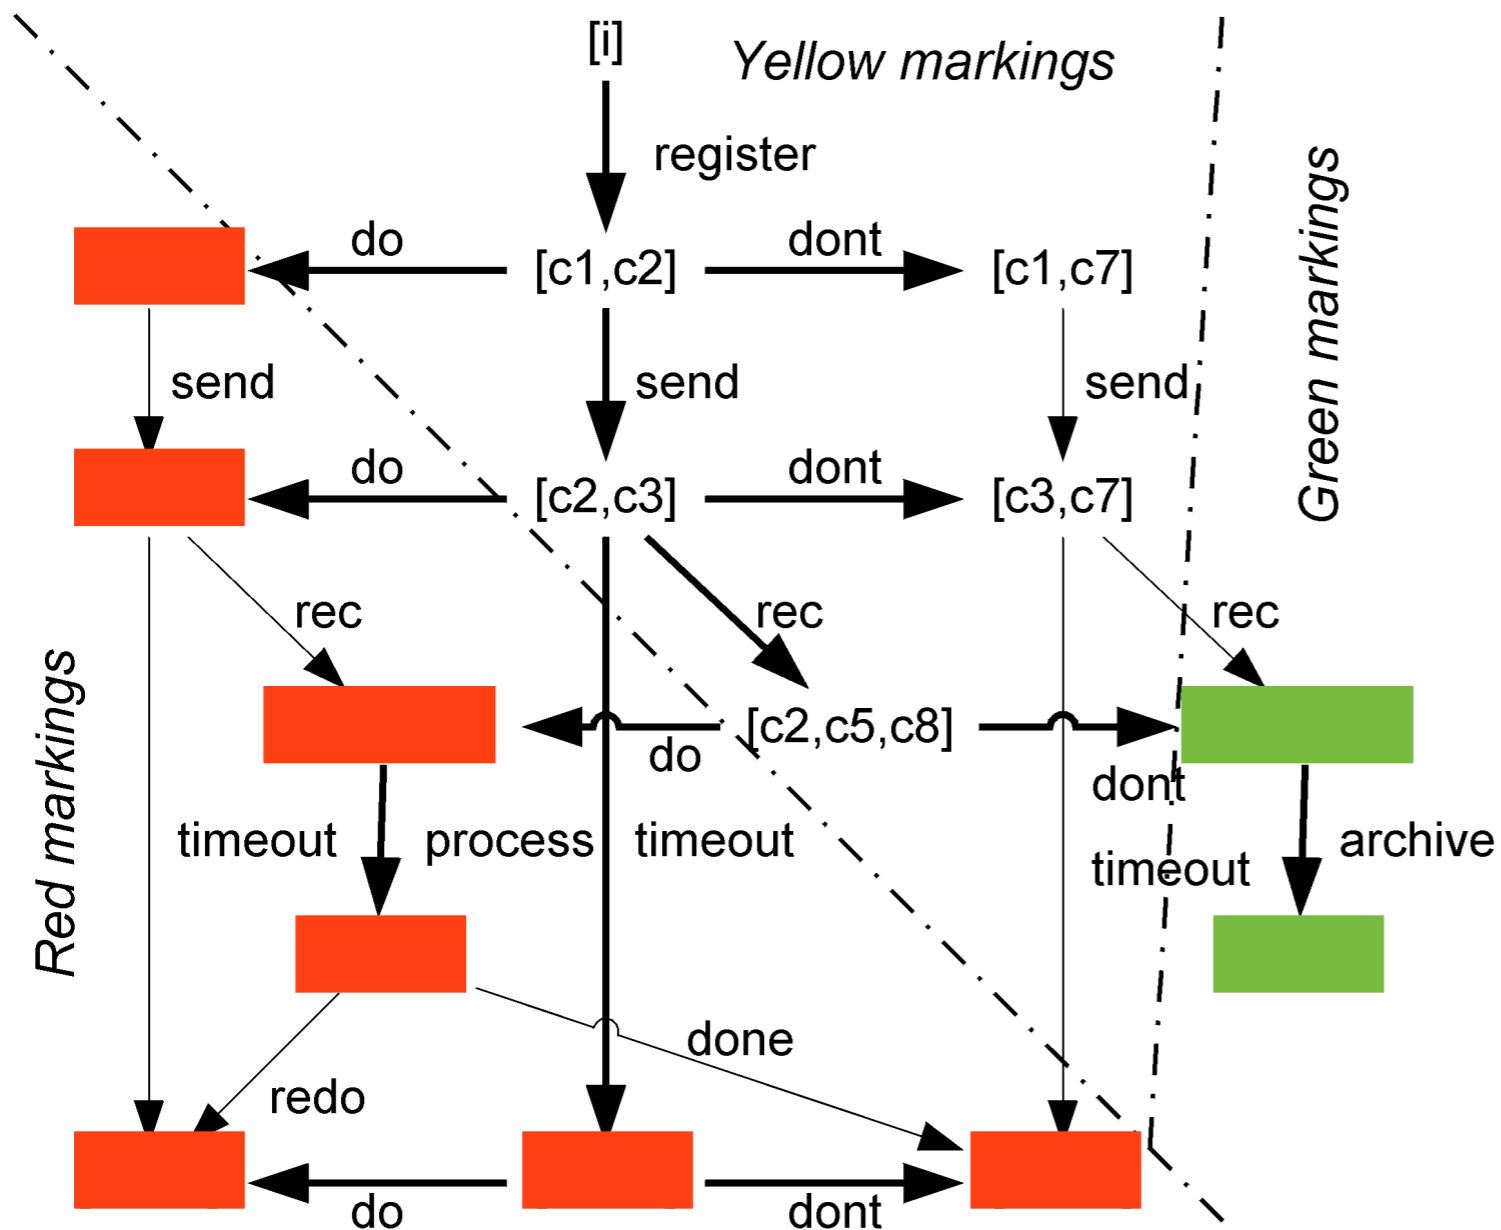 [i]
Yellow markings
register
Green markings
do
dont
[c1,c2]
[c1,c7]
send
send
send
do
dont
[c2,c3]
[c3,c7]
rec
rec
rec
Red markings
[c2,c5,c8]
do
dont
timeout
process
timeout
timeout
archive
done
redo
do
dont